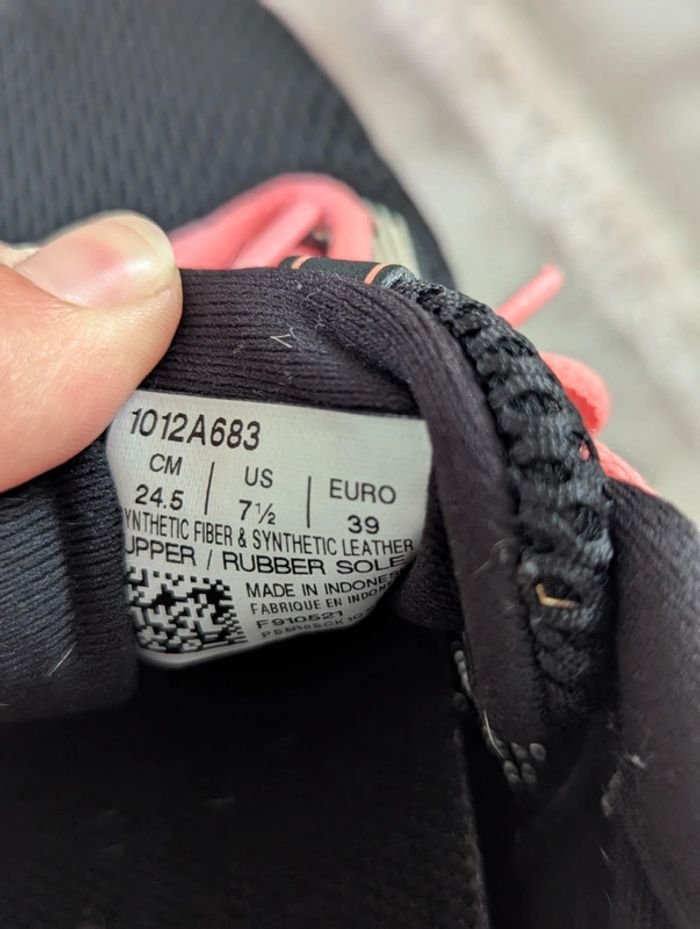 1012A683
CM | US | EURO
24.5 | 7½ | 39
YNTHETIC FIBER & SYNTHETIC LEATHER
UPPER / RUBBER SOLE
MADE IN INDONES
FABRIQUE EN INDON
F910521